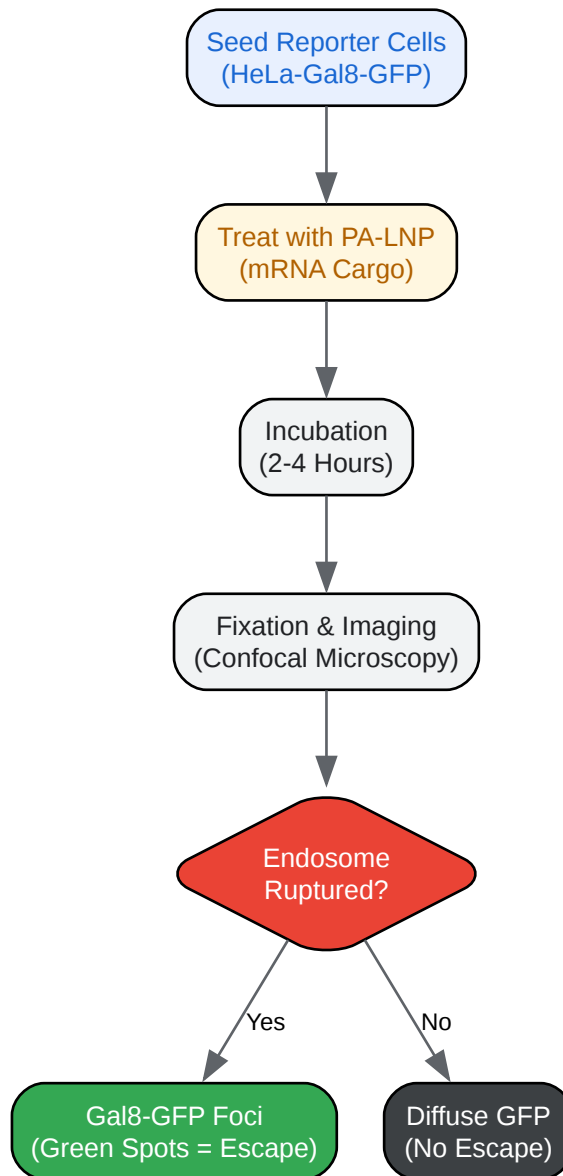 Seed Reporter Cells
(HeLa-Gal8-GFP)
Treat with PA-LNP
(mRNA Cargo)
Incubation
(2-4 Hours)
Fixation & Imaging
(Confocal Microscopy)
Endosome
Ruptured?
Yes
No
Gal8-GFP Foci
(Green Spots = Escape)
Diffuse GFP
(No Escape)